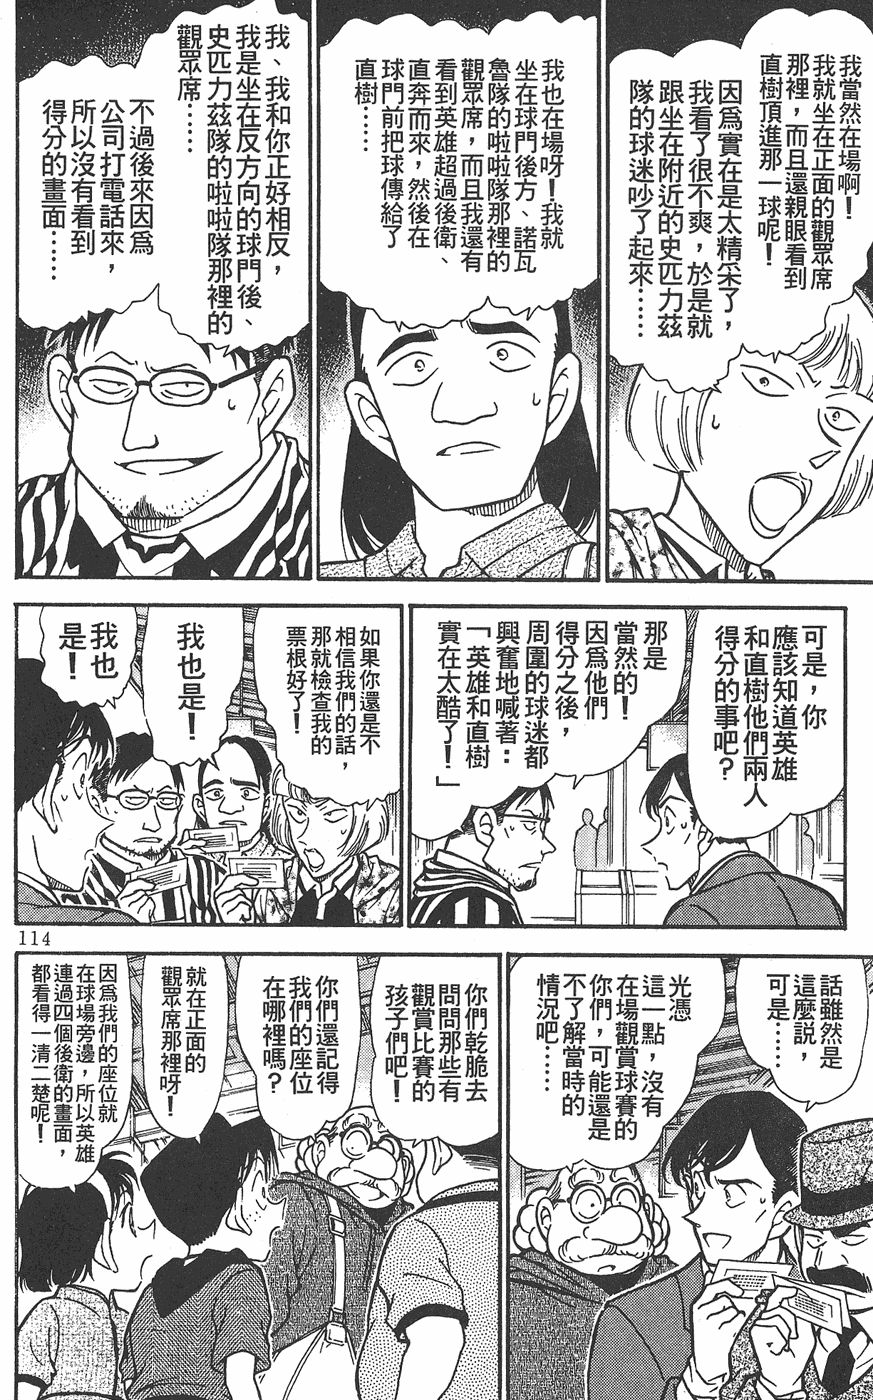 我當然在場啊！
我就坐在正面的觀眾席
那裡，而且還親眼看到
直樹頂進那一球呢！
因為實在是太精采了，
我看了很不爽，於是就
跟坐在附近的史匹力茲
隊的球迷吵了起來……
我也在場呀！我就
坐在球門後方、諾瓦
魯隊的啦啦隊那裡的
觀眾席，而且我還有
看到英雄超過後衛、
直奔而來，然後在
球門前把球傳給了
直樹……
我、我和你正好相反，
我是坐在反方向的球門後、
史匹力茲隊的啦啦隊那裡的
觀眾席……
不過後來因為
公司打電話來，
所以沒有看到
得分的畫面……
可是，你
應該知道英雄
和直樹他們兩人
得分的事吧？
那是
當然的！
因為他們
得分之後，
周圍的球迷都
興奮地喊著：
「英雄和直樹
實在太酷了！」
如果你還是不
相信我們的話，
那就檢查我的
票根好了！
我也是！
我也
是！
114
話雖然是
這麼說，
可是……
光憑
這一點，沒有
在場觀賞球賽的
你們，可能還是
不了解當時的
情況吧……
你們乾脆去
問問那些有
觀賞比賽的
孩子們吧！
你們還記得
我們的座位
在哪裡嗎？
就在正面的
觀眾席那裡呀！
因為我們的座位就
在球場旁邊，所以英雄
連過四個後衛的畫面，
都看得一清二楚呢！